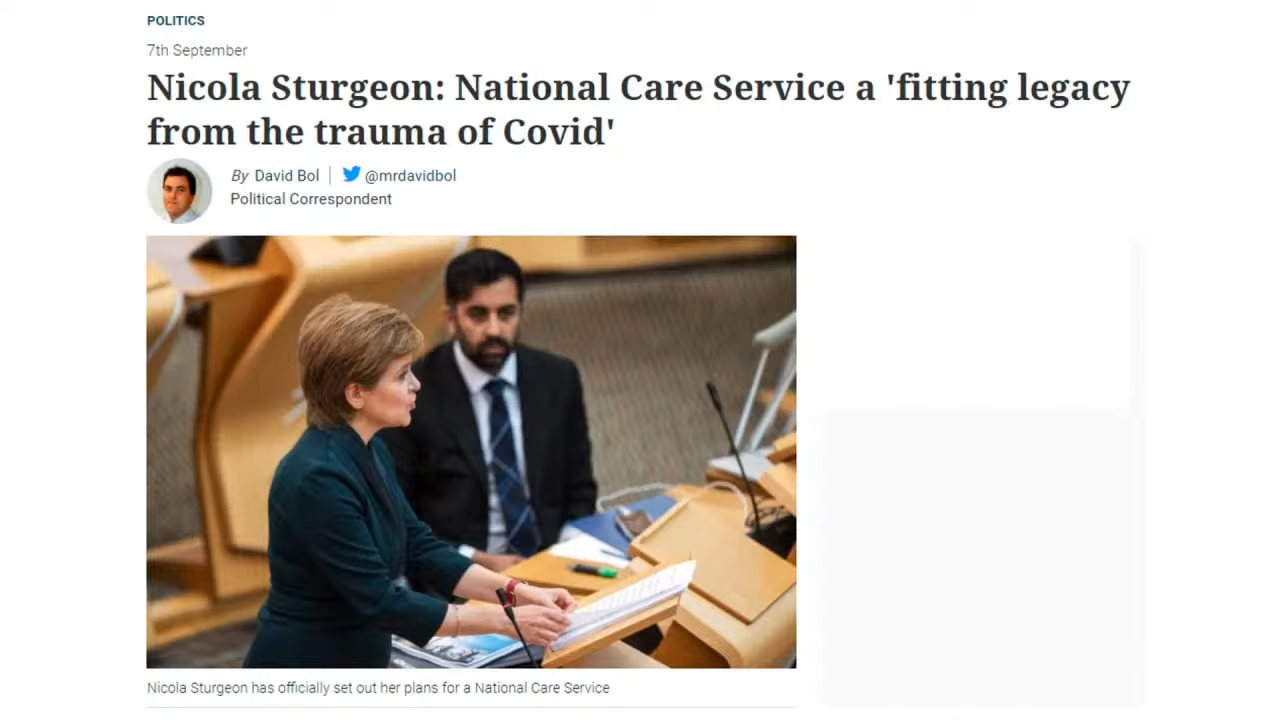 POLITICS
7th September
Nicola Sturgeon: National Care Service a 'fitting legacy
from the trauma of Covid'
By David Bol | @mrdavidbol
Political Correspondent
Nicola Sturgeon has officially set out her plans for a National Care Service